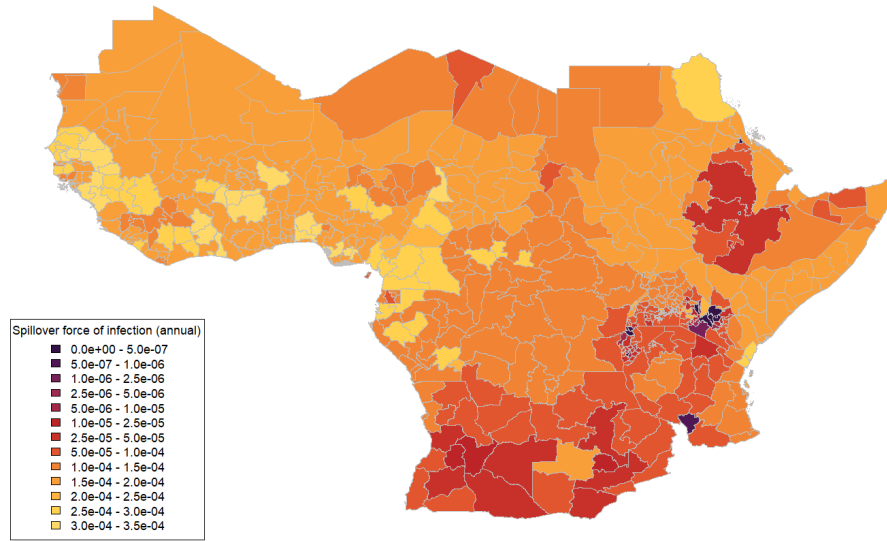 Spillover force of infection (annual)
0.0e+00 - 5.0e-07
5.0e-07 - 1.0e-06
1.0e-06 - 2.5e-06
2.5e-06 - 5.0e-06
5.0e-06 - 1.0e-05
1.0e-05 - 2.5e-05
2.5e-05 - 5.0e-05
5.0e-05 - 1.0e-04
1.0e-04 - 1.5e-04
1.5e-04 - 2.0e-04
2.0e-04 - 2.5e-04
2.5e-04 - 3.0e-04
3.0e-04 - 3.5e-04